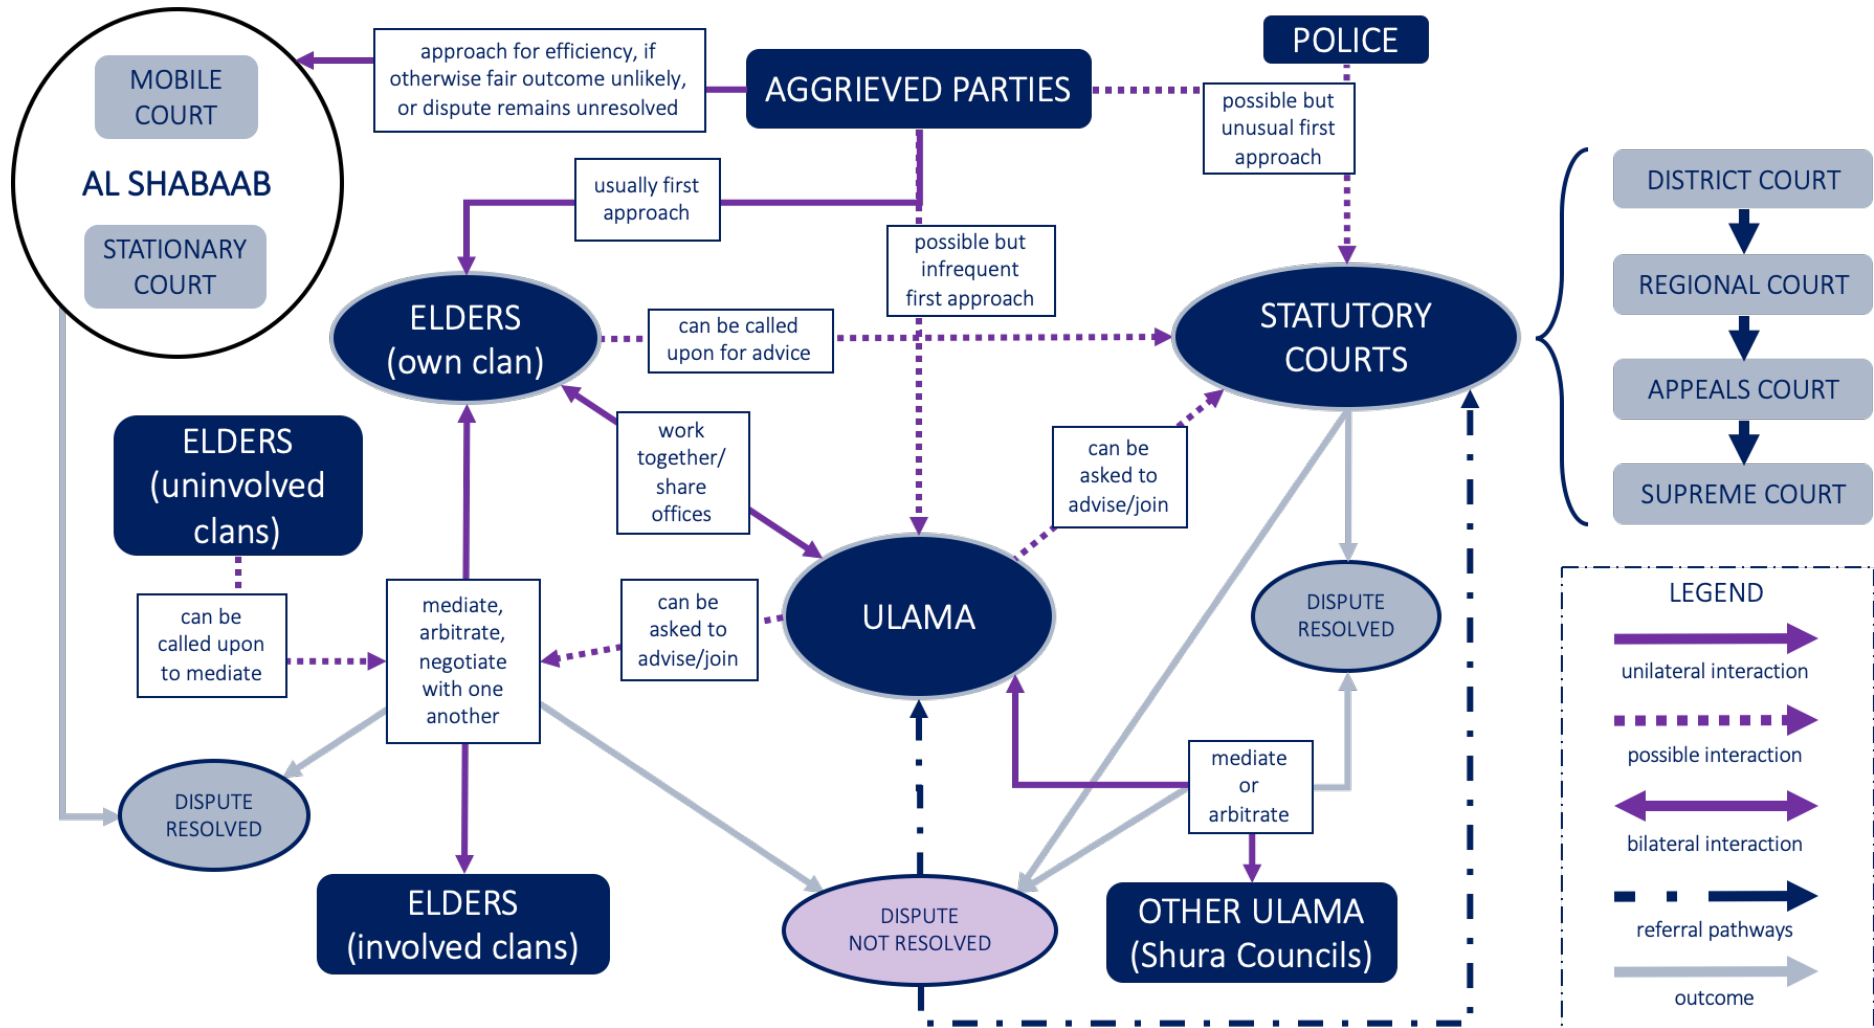 MOBILE
COURT
AL SHABAAB
STATIONARY
COURT
approach for efficiency, if
otherwise fair outcome unlikely,
or dispute remains unresolved
AGGRIEVED PARTIES
POLICE
possible but
unusual first
approach
usually first
approach
possible but
infrequent
first approach
DISTRICT COURT
REGIONAL COURT
APPEALS COURT
SUPREME COURT
ELDERS
(own clan)
can be called
upon for advice
STATUTORY
COURTS
ELDERS
(uninvolved
clans)
work
together/
share
offices
can be
asked to
advise/join
can be
called upon
to mediate
mediate,
arbitrate,
negotiate
with one
another
can be
asked to
advise/join
ULAMA
DISPUTE
RESOLVED
DISPUTE
RESOLVED
mediate
or
arbitrate
ELDERS
(involved clans)
DISPUTE
NOT RESOLVED
OTHER ULAMA
(Shura Councils)
LEGEND
unilateral interaction
possible interaction
bilateral interaction
referral pathways
outcome